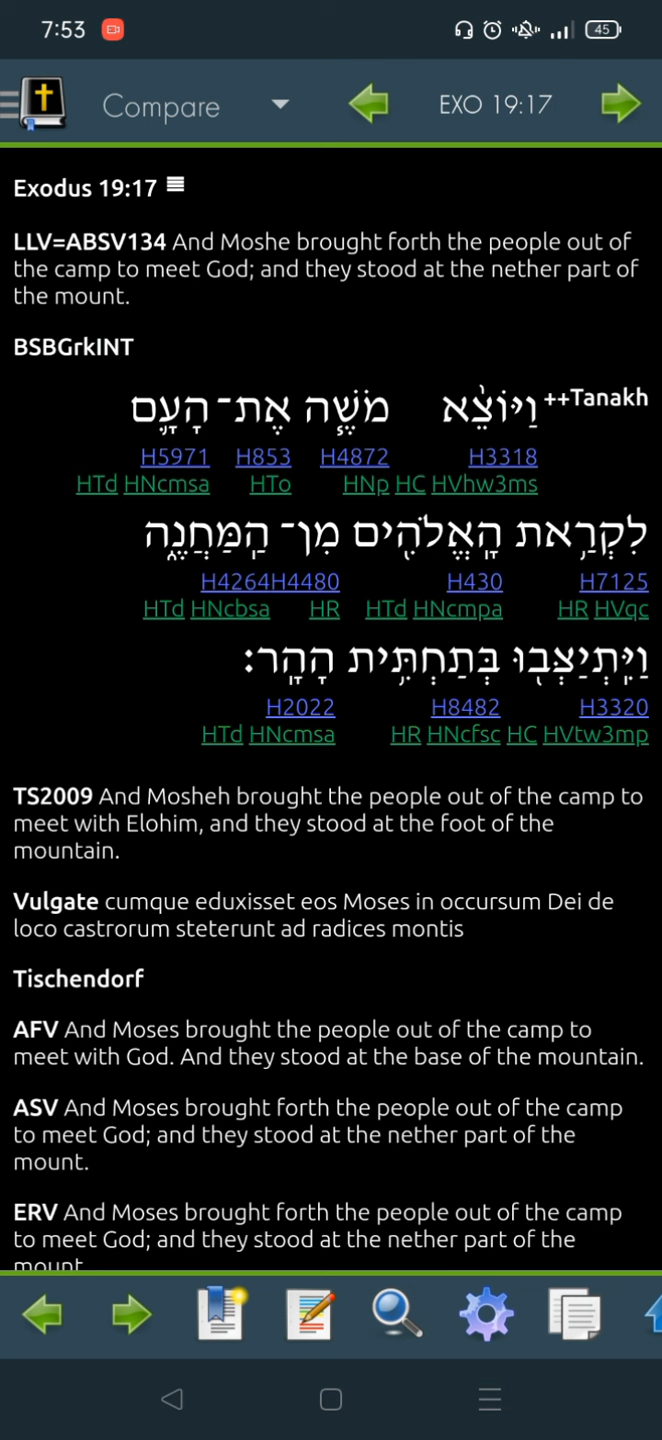 7:53 45
Compare EXO 19:17
Exodus 19:17
LLV=ABSV134 And Moshe brought forth the people out of
the camp to meet God; and they stood at the nether part of
the mount.
BSBGrkINT
++Tanakh וַיּוֹצֵ֨א מֹשֶׁ֧ה אֶת־ הָעָ֛ם
H5971 H853 H4872 H3318
HTd HNcmsa HTo HNp HC HVhw3ms
לִקְרַ֥את הָֽאֱלֹהִ֖ים מִן־ הַֽמַּחֲנֶ֑ה
H4264H4480 H430 H7125
HTd HNcbsa HR HTd HNcmpa HR HVqc
וַיִּֽתְיַצְּב֖וּ בְּתַחְתִּ֥ית הָהָֽר׃
H2022 H8482 H3320
HTd HNcmsa HR HNcfsc HC HVtw3mp
TS2009 And Mosheh brought the people out of the camp to
meet with Elohim, and they stood at the foot of the
mountain.
Vulgate cumque eduxisset eos Moses in occursum Dei de
loco castrorum steterunt ad radices montis
Tischendorf
AFV And Moses brought the people out of the camp to
meet with God. And they stood at the base of the mountain.
ASV And Moses brought forth the people out of the camp
to meet God; and they stood at the nether part of the
mount.
ERV And Moses brought forth the people out of the camp
to meet God; and they stood at the nether part of the
mount